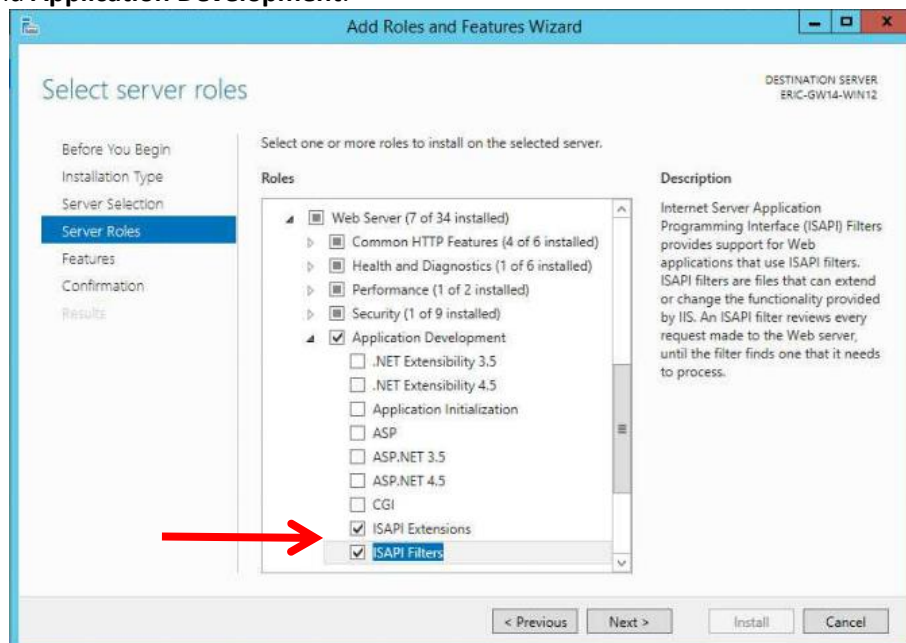 Application Development.
Add Roles and Features Wizard
Select server roles
DESTINATION SERVER
ERIC-GW14-WIN12
Before You Begin
Installation Type
Server Selection
Server Roles
Features
Confirmation
Results
Select one or more roles to install on the selected server.
Roles
Web Server (7 of 34 installed)
Common HTTP Features (4 of 6 installed)
Health and Diagnostics (1 of 6 installed)
Performance (1 of 2 installed)
Security (1 of 9 installed)
Application Development
.NET Extensibility 3.5
.NET Extensibility 4.5
Application Initialization
ASP
ASP.NET 3.5
ASP.NET 4.5
CGI
ISAPI Extensions
ISAPI Filters
Description
Internet Server Application
Programming Interface (ISAPI) Filters
provides support for Web
applications that use ISAPI filters.
ISAPI filters are files that can extend
or change the functionality provided
by IIS. An ISAPI filter reviews every
request made to the Web server,
until the filter finds one that it needs
to process.
< Previous
Next >
Install
Cancel